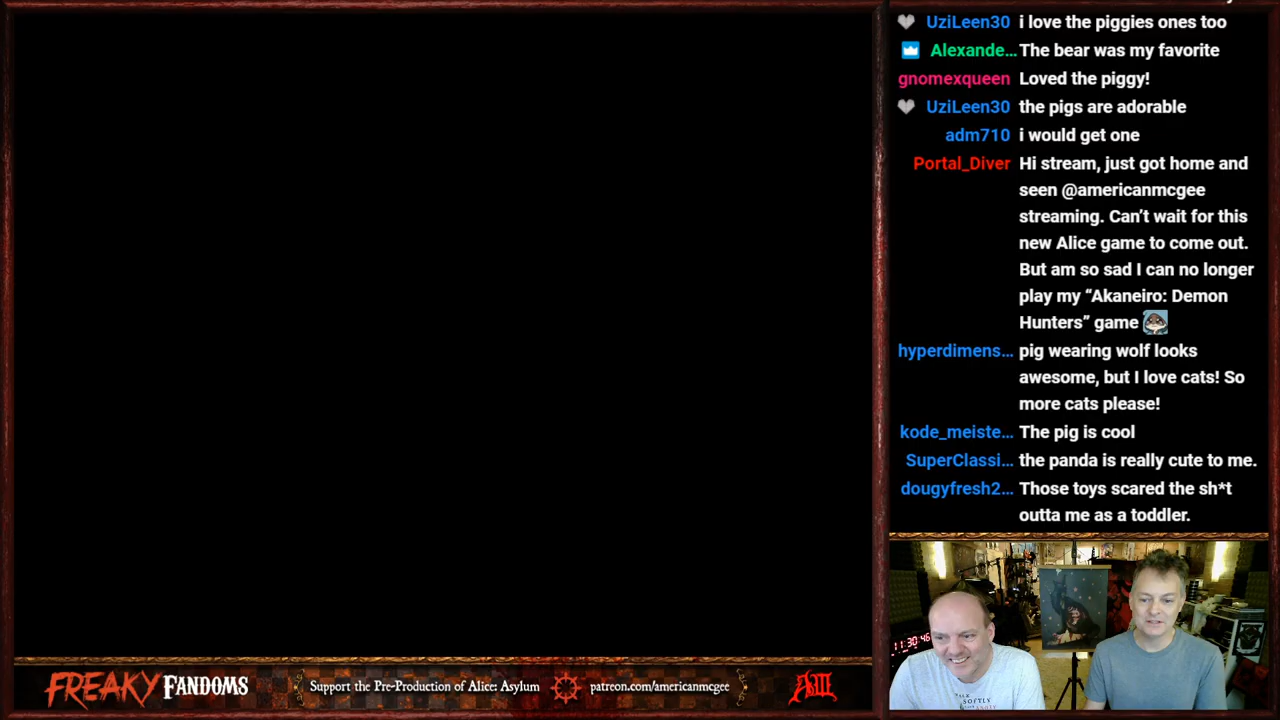 UziLeen30 i love the piggies ones too
Alexande… The bear was my favorite
gnomexqueen Loved the piggy!
UziLeen30 the pigs are adorable
adm710 i would get one
Portal_Diver Hi stream, just got home and
seen @americanmcgee
streaming. Can’t wait for this
new Alice game to come out.
But am so sad I can no longer
play my “Akaneiro: Demon
Hunters” game
hyperdimens… pig wearing wolf looks
awesome, but I love cats! So
more cats please!
kode_meiste… The pig is cool
SuperClassi… the panda is really cute to me.
dougyfresh2… Those toys scared the sh*t
outta me as a toddler.
11:30:46
SOFTLY
FREAKY FANDOMS
Support the Pre-Production of Alice: Asylum
patreon.com/americanmcgee